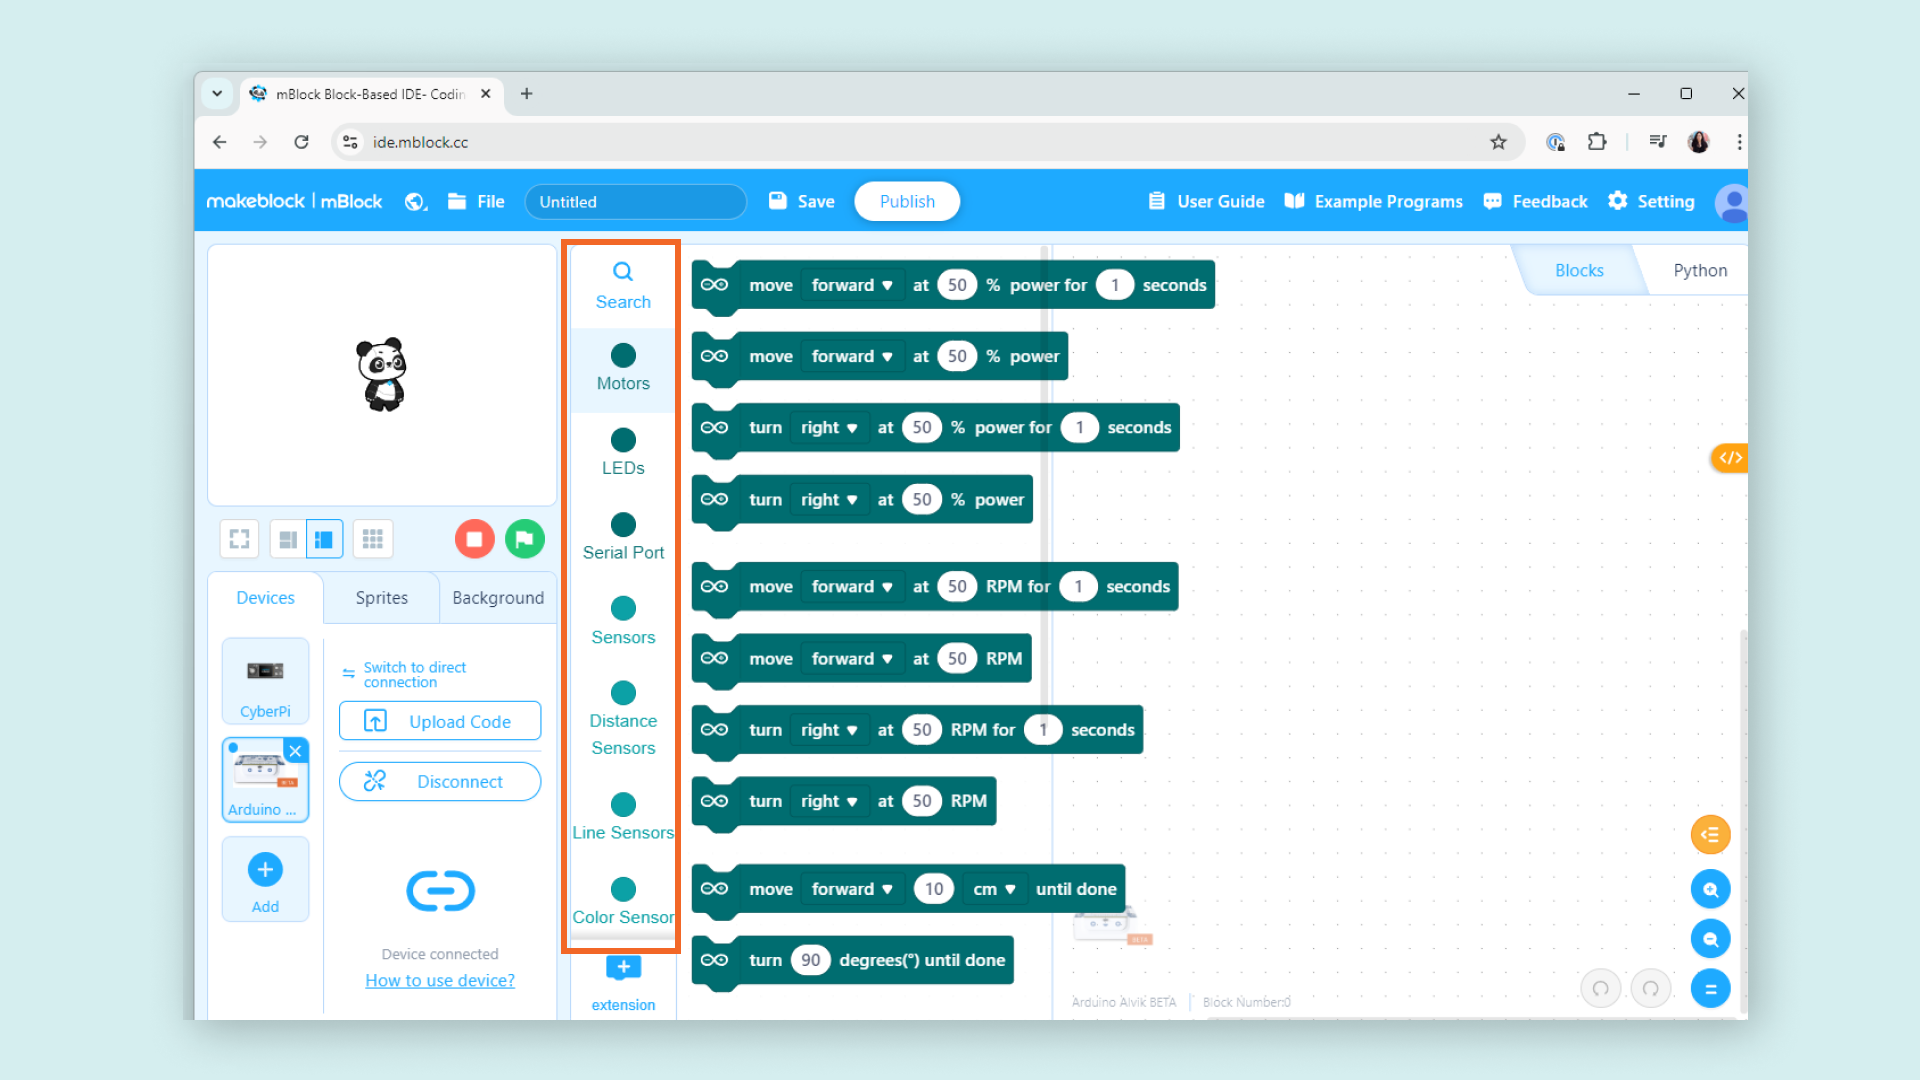 mBlock Block-Based IDE- Codin
ide.mblock.cc
makeblock | mBlock
File
Untitled
Save
Publish
User Guide
Example Programs
Feedback
Setting
Search
Motors
LEDs
Serial Port
Sensors
Distance
Sensors
Line Sensors
Color Sensor
extension
move forward at 50 % power for 1 seconds
move forward at 50 % power
turn right at 50 % power for 1 seconds
turn right at 50 % power
move forward at 50 RPM for 1 seconds
move forward at 50 RPM
turn right at 50 RPM for 1 seconds
turn right at 50 RPM
move forward 10 cm until done
turn 90 degrees(°) until done
Blocks
Python
</>
Devices
Sprites
Background
CyberPi
BETA
Arduino ...
Add
Switch to direct
connection
Upload Code
Disconnect
Device connected
How to use device?
BETA
Arduino Alvik BETA
Block Number:0